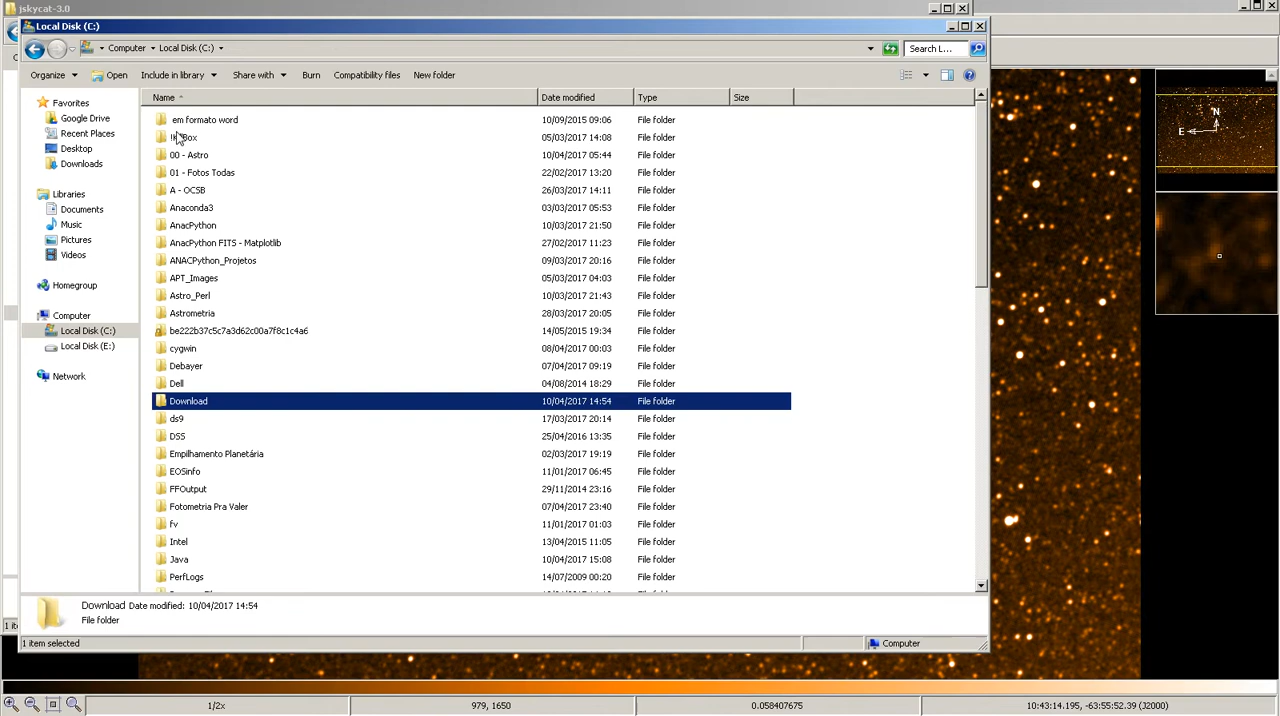 jskycat-3.0
Local Disk (C:)
Computer ▸ Local Disk (C:) ▸
Search L...
Organize Open Include in library Share with Burn Compatibility files New folder
Name Date modified Type Size
Favorites
Google Drive
Recent Places
Desktop
Downloads
Libraries
Documents
Music
Pictures
Videos
Homegroup
Computer
Local Disk (C:)
Local Disk (E:)
Network
em formato word 10/09/2015 09:06 File folder
05/03/2017 14:08 File folder
00 - Astro 10/04/2017 05:44 File folder
01 - Fotos Todas 22/02/2017 13:20 File folder
A - OCSB 26/03/2017 14:11 File folder
Anaconda3 03/03/2017 05:53 File folder
AnacPython 10/03/2017 21:50 File folder
AnacPython FITS - Matplotlib 27/02/2017 11:23 File folder
ANACPython_Projetos 09/03/2017 20:16 File folder
APT_Images 05/03/2017 04:03 File folder
Astro_Perl 10/03/2017 21:43 File folder
Astrometria 28/03/2017 20:05 File folder
be222b37c5c7a3d62c00a7f8c1c4a6 14/05/2015 19:34 File folder
cygwin 08/04/2017 00:03 File folder
Debayer 07/04/2017 09:19 File folder
Dell 04/08/2014 18:29 File folder
Download 10/04/2017 14:54 File folder
ds9 17/03/2017 20:14 File folder
DSS 25/04/2016 13:35 File folder
Empilhamento Planetária 02/03/2017 19:19 File folder
EOSinfo 11/01/2017 06:45 File folder
FFOutput 29/11/2014 23:16 File folder
Fotometria Pra Valer 07/04/2017 23:40 File folder
fv 11/01/2017 01:03 File folder
Intel 13/04/2015 11:05 File folder
Java 10/04/2017 15:08 File folder
PerfLogs 14/07/2009 00:20 File folder
Download Date modified: 10/04/2017 14:54
File folder
1 item selected
Computer
N
E
1/2x 979, 1650 0.058407675 10:43:14.195, -63:55:52.39 (J2000)